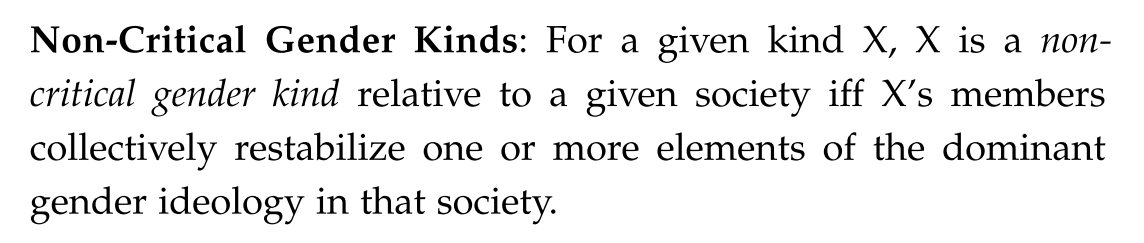 Non-Critical Gender Kinds: For a given kind X, X is a non-
critical gender kind relative to a given society iff X’s members
collectively restabilize one or more elements of the dominant
gender ideology in that society.